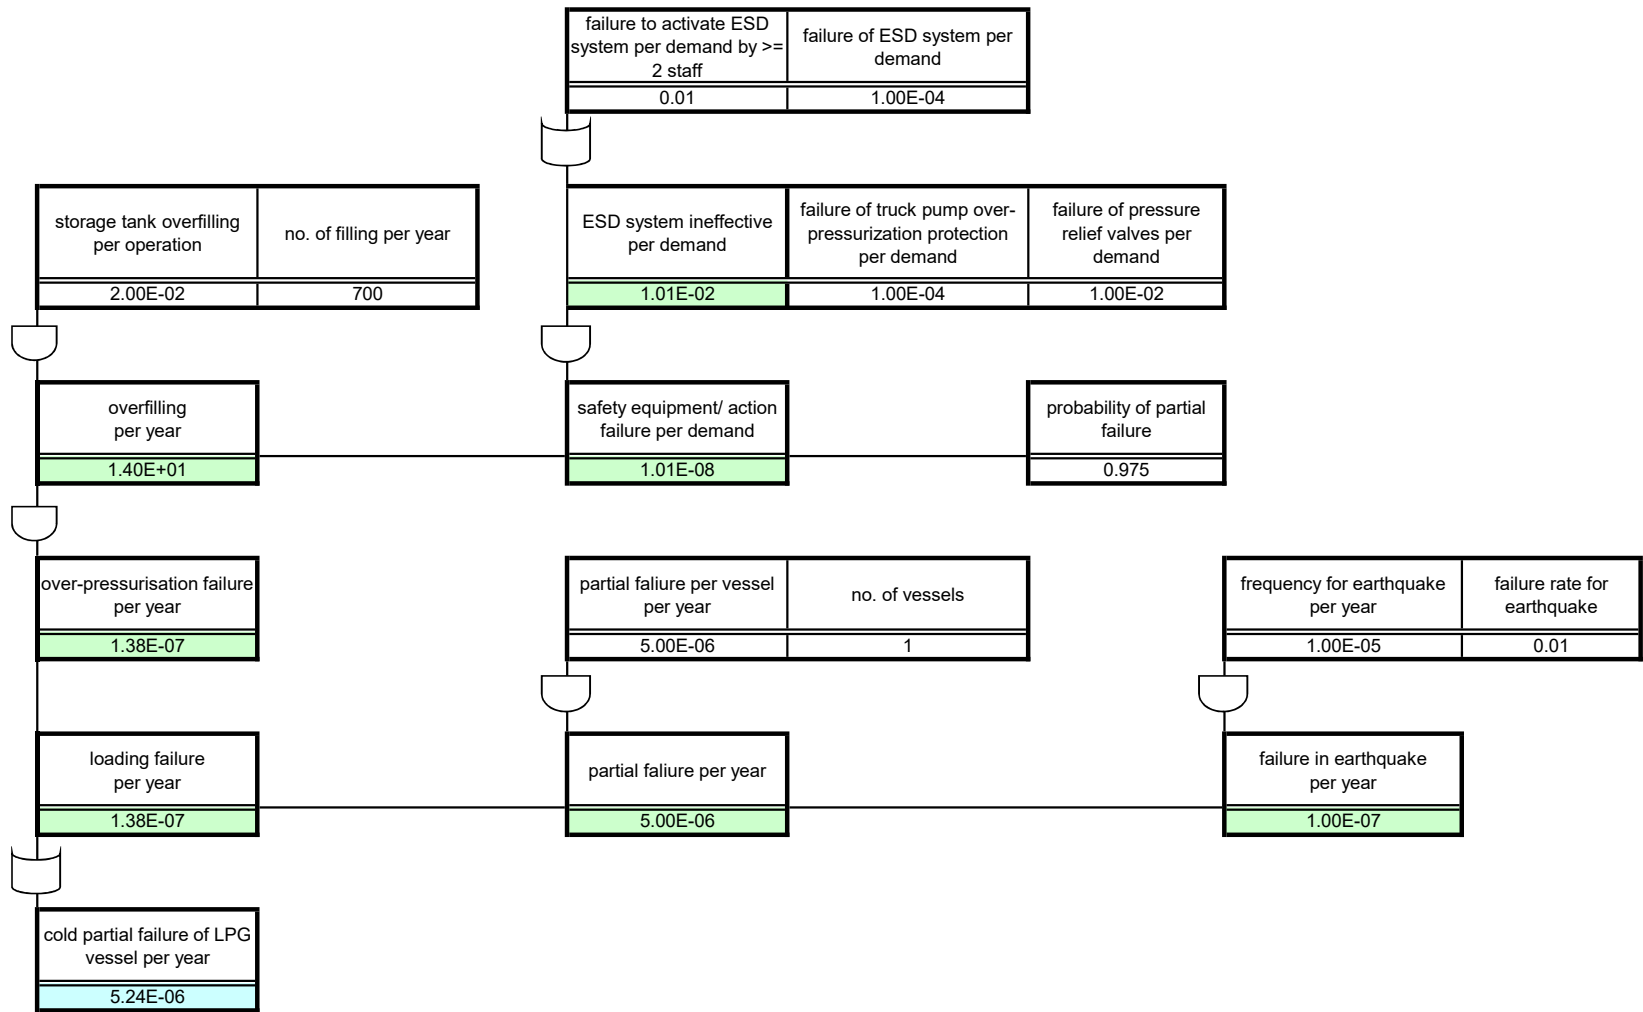 failure to activate ESD
system per demand by >=
2 staff
failure of ESD system per
demand
0.01
1.00E-04
storage tank overfilling
per operation
no. of filling per year
2.00E-02
700
ESD system ineffective
per demand
failure of truck pump over-
pressurization protection
per demand
failure of pressure
relief valves per
demand
1.01E-02
1.00E-04
1.00E-02
overfilling
per year
1.40E+01
safety equipment/ action
failure per demand
1.01E-08
probability of partial
failure
0.975
over-pressurisation failure
per year
1.38E-07
partial faliure per vessel
per year
no. of vessels
5.00E-06
1
frequency for earthquake
per year
failure rate for
earthquake
1.00E-05
0.01
loading failure
per year
1.38E-07
partial faliure per year
5.00E-06
failure in earthquake
per year
1.00E-07
cold partial failure of LPG
vessel per year
5.24E-06